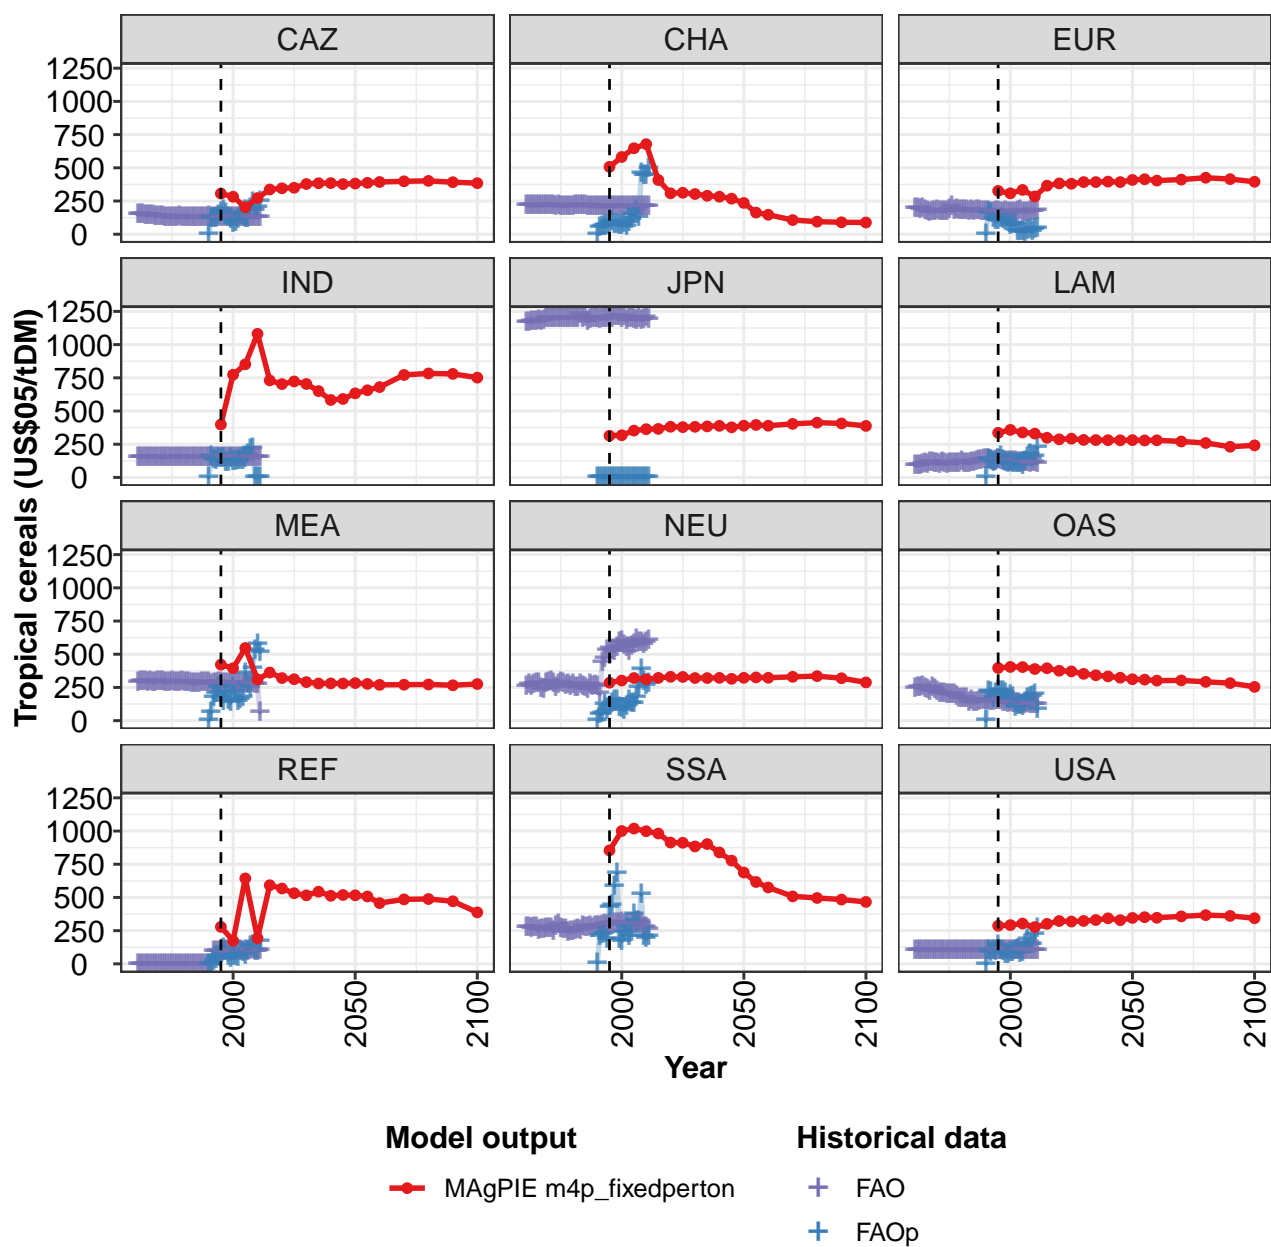 CAZ CHA EUR
1250
1000
750
500
250
0
IND JPN LAM
1250
1000
750
500
250
0
MEA NEU OAS
1250
1000
750
500
250
0
REF SSA USA
1250
1000
750
500
250
0
Tropical cereals (US$05/tDM)
2000 2050 2100 2000 2050 2100 2000 2050 2100
Year
Model output Historical data
MAgPIE m4p_fixedperton FAO
FAOp